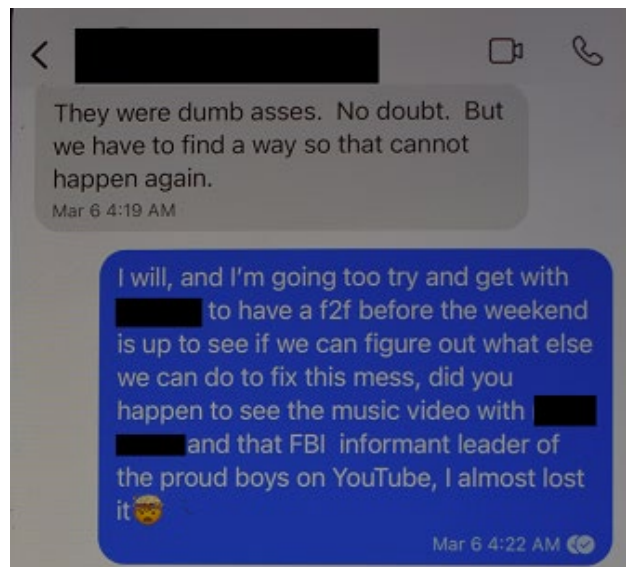 They were dumb asses.  No doubt.  But
we have to find a way so that cannot
happen again.
Mar 6 4:19 AM
I will, and I'm going too try and get with
to have a f2f before the weekend
is up to see if we can figure out what else
we can do to fix this mess, did you
happen to see the music video with
and that FBI  informant leader of
the proud boys on YouTube, I almost lost
it🤯
Mar 6 4:22 AM